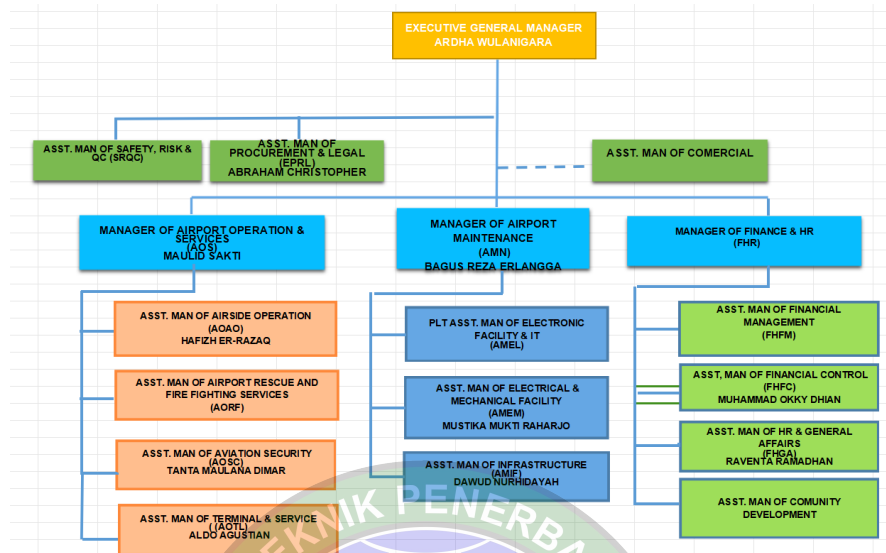 EXECUTIVE GENERAL MANAGER
ARDHA WULANIGARA
ASST. MAN OF SAFETY, RISK &
QC (SRQC)
ASST. MAN OF
PROCUREMENT & LEGAL
(EPRL)
ABRAHAM CHRISTOPHER
ASST. MAN OF COMERCIAL
MANAGER OF AIRPORT OPERATION &
SERVICES
(AOS)
MAULID SAKTI
MANAGER OF AIRPORT
MAINTENANCE
(AMN)
BAGUS REZA ERLANGGA
MANAGER OF FINANCE & HR
(FHR)
ASST. MAN OF AIRSIDE OPERATION
(AOAO)
HAFIZH ER-RAZAQ
ASST. MAN OF AIRPORT RESCUE AND
FIRE FIGHTING SERVICES
(AORF)
ASST. MAN OF AVIATION SECURITY
(AOSC)
TANTA MAULANA DIMAR
ASST. MAN OF TERMINAL & SERVICE
( (AOTL)
ALDO AGUSTIAN
PLT ASST. MAN OF ELECTRONIC
FACILITY & IT
(AMEL)
ASST. MAN OF ELECTRICAL &
MECHANICAL FACILITY
(AMEM)
MUSTIKA MUKTI RAHARJO
ASST. MAN OF INFRASTRUCTURE
(AMIF)
DAWUD NURHIDAYAH
ASST. MAN OF FINANCIAL
MANAGEMENT
(FHFM)
ASST, MAN OF FINANCIAL CONTROL
(FHFC)
MUHAMMAD OKKY DHIAN
ASST. MAN OF HR & GENERAL
AFFAIRS
(FHGA)
RAVENTA RAMADHAN
ASST. MAN OF COMUNITY
DEVELOPMENT